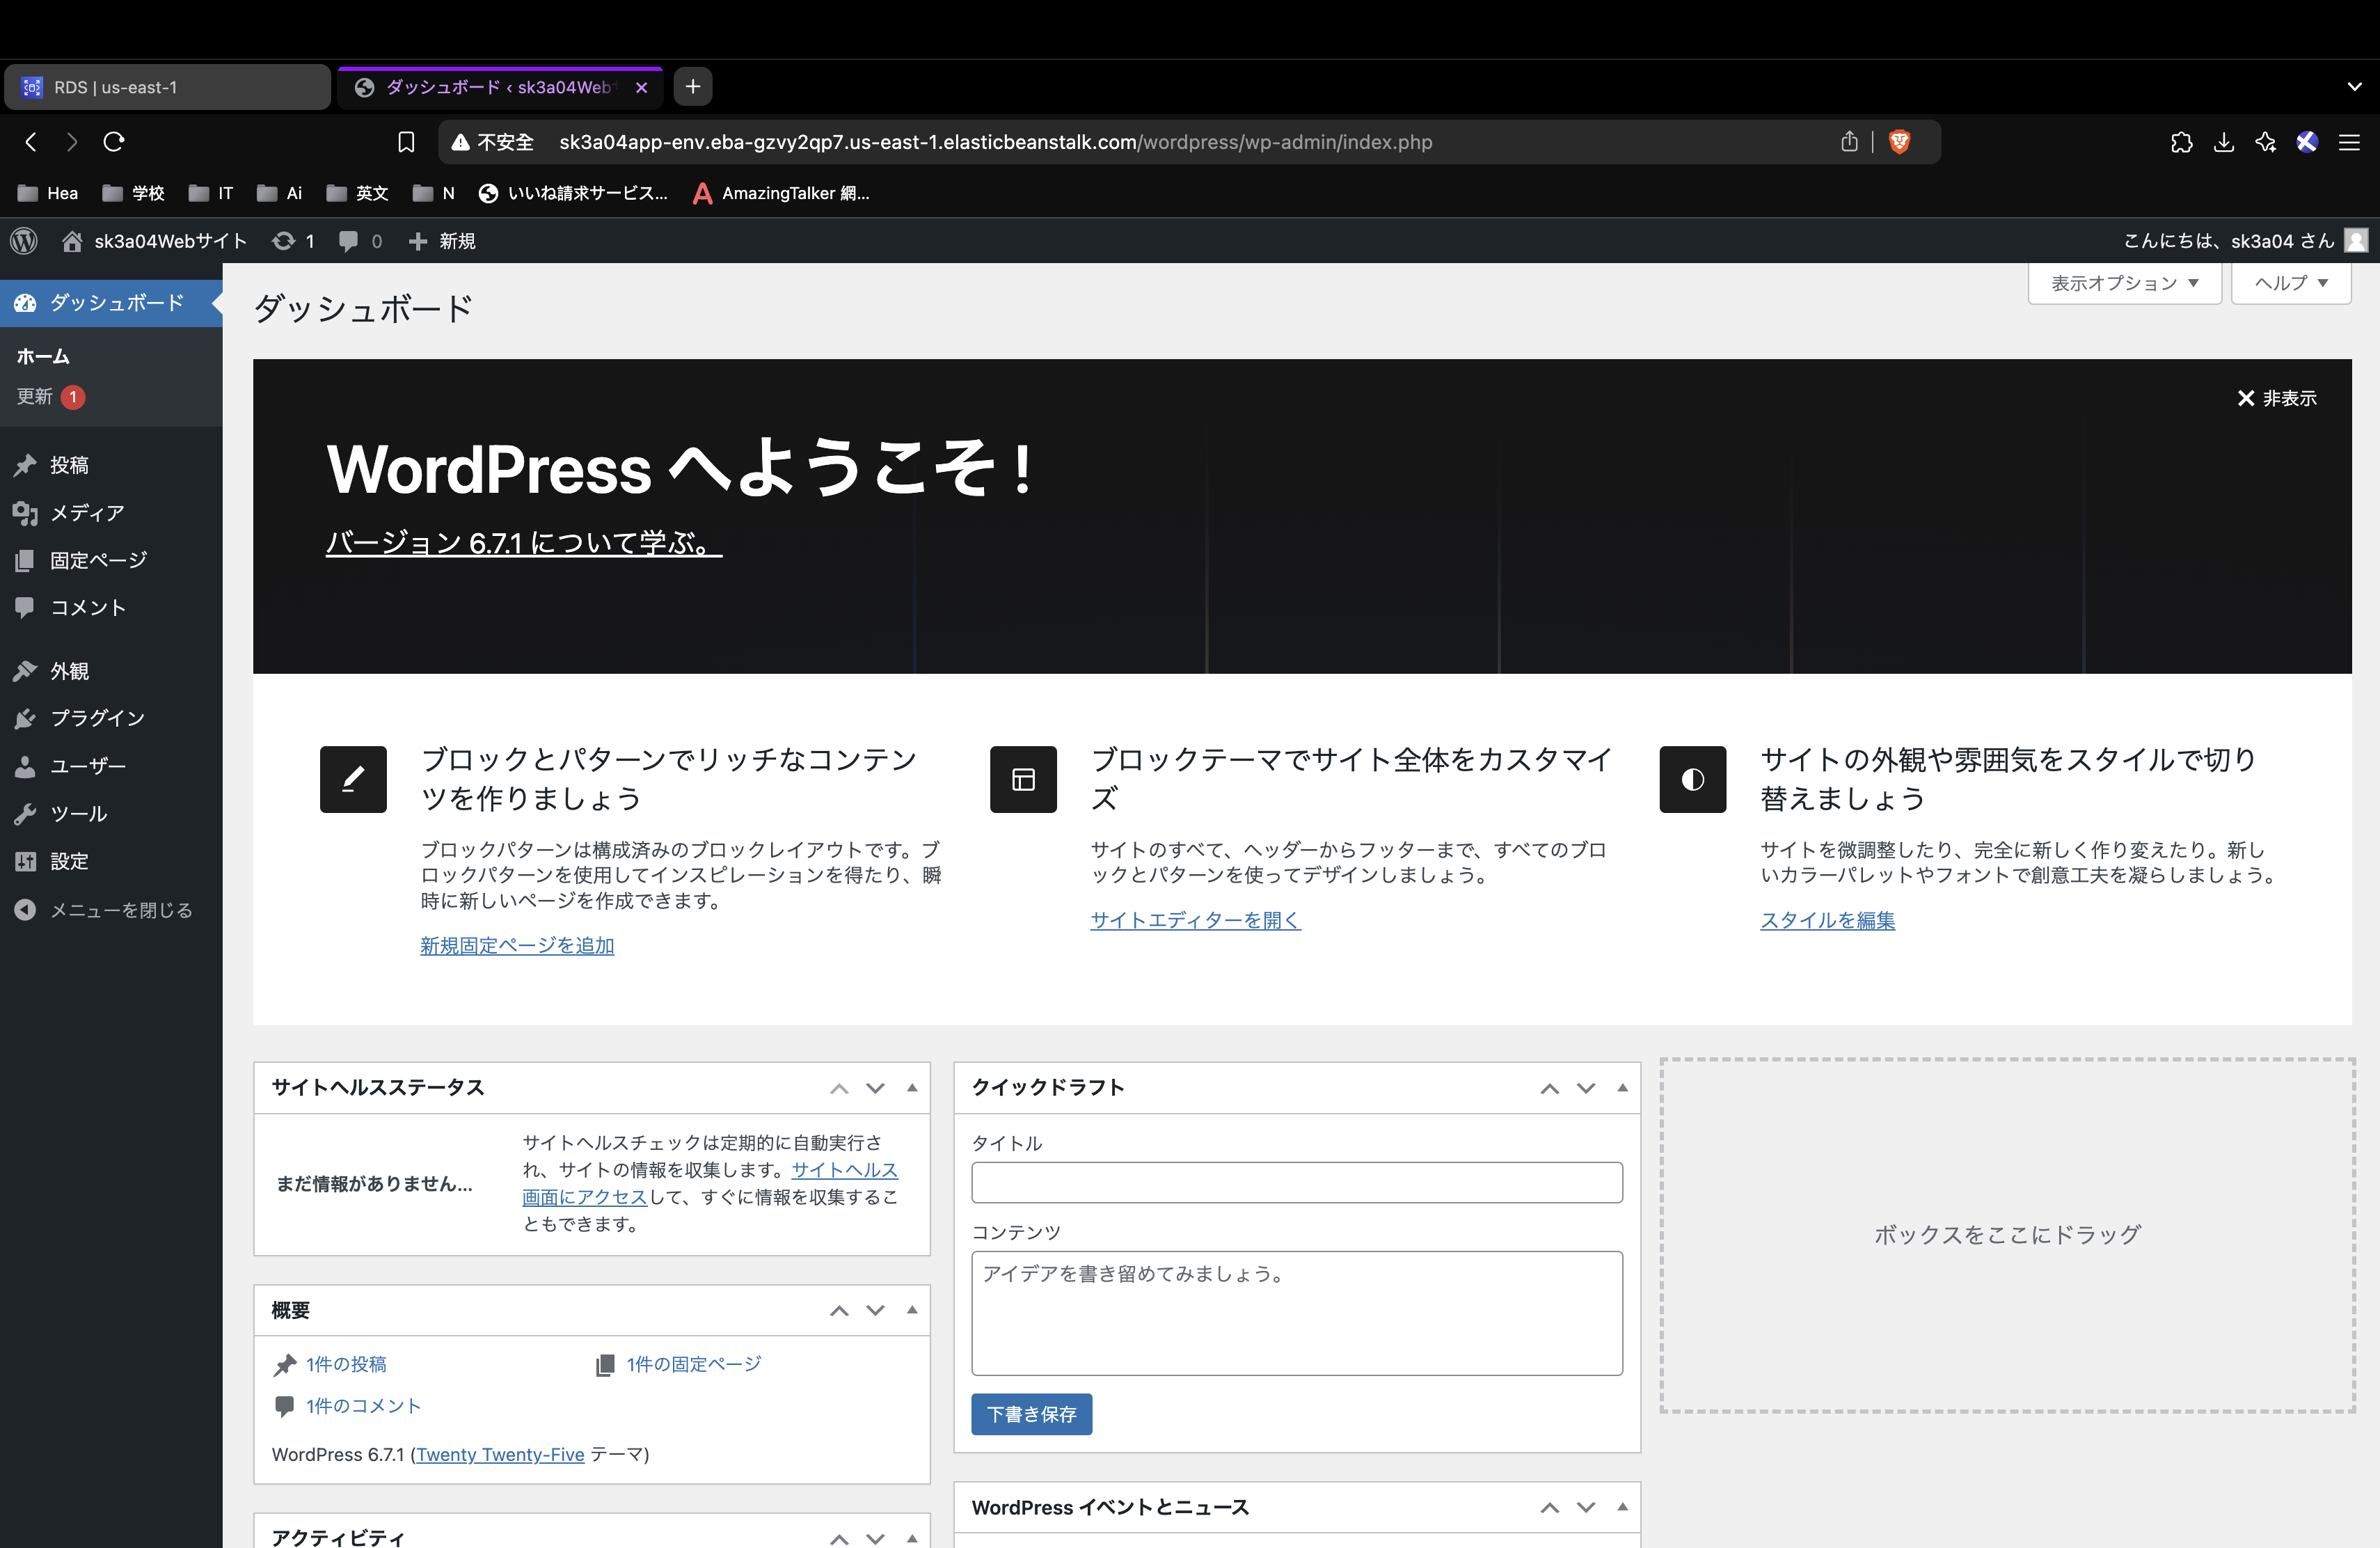 RDS | us-east-1
ダッシュボード ‹ sk3a04Web
不安全 sk3a04app-env.eba-gzvy2qp7.us-east-1.elasticbeanstalk.com/wordpress/wp-admin/index.php
Hea 学校 IT Ai 英文 N いいね請求サービス... AmazingTalker 網...
sk3a04Webサイト 1 0 新規 こんにちは、sk3a04 さん
表示オプション ヘルプ
ダッシュボード
ホーム
更新 1
投稿
メディア
固定ページ
コメント
外観
プラグイン
ユーザー
ツール
設定
メニューを閉じる
ダッシュボード
非表示
WordPress へようこそ !
バージョン 6.7.1 について学ぶ。
ブロックとパターンでリッチなコンテン
ツを作りましょう
ブロックパターンは構成済みのブロックレイアウトです。ブ
ロックパターンを使用してインスピレーションを得たり、瞬
時に新しいページを作成できます。
新規固定ページを追加
ブロックテーマでサイト全体をカスタマイ
ズ
サイトのすべて、ヘッダーからフッターまで、すべてのブロ
ックとパターンを使ってデザインしましょう。
サイトエディターを開く
サイトの外観や雰囲気をスタイルで切り
替えましょう
サイトを微調整したり、完全に新しく作り変えたり。新し
いカラーパレットやフォントで創意工夫を凝らしましょう。
スタイルを編集
サイトヘルスステータス
まだ情報がありません…
サイトヘルスチェックは定期的に自動実行さ
れ、サイトの情報を収集します。サイトヘルス
画面にアクセスして、すぐに情報を収集するこ
ともできます。
概要
1件の投稿 1件の固定ページ
1件のコメント
WordPress 6.7.1 (Twenty Twenty-Five テーマ)
アクティビティ
クイックドラフト
タイトル
コンテンツ
アイデアを書き留めてみましょう。
下書き保存
WordPress イベントとニュース
ボックスをここにドラッグ